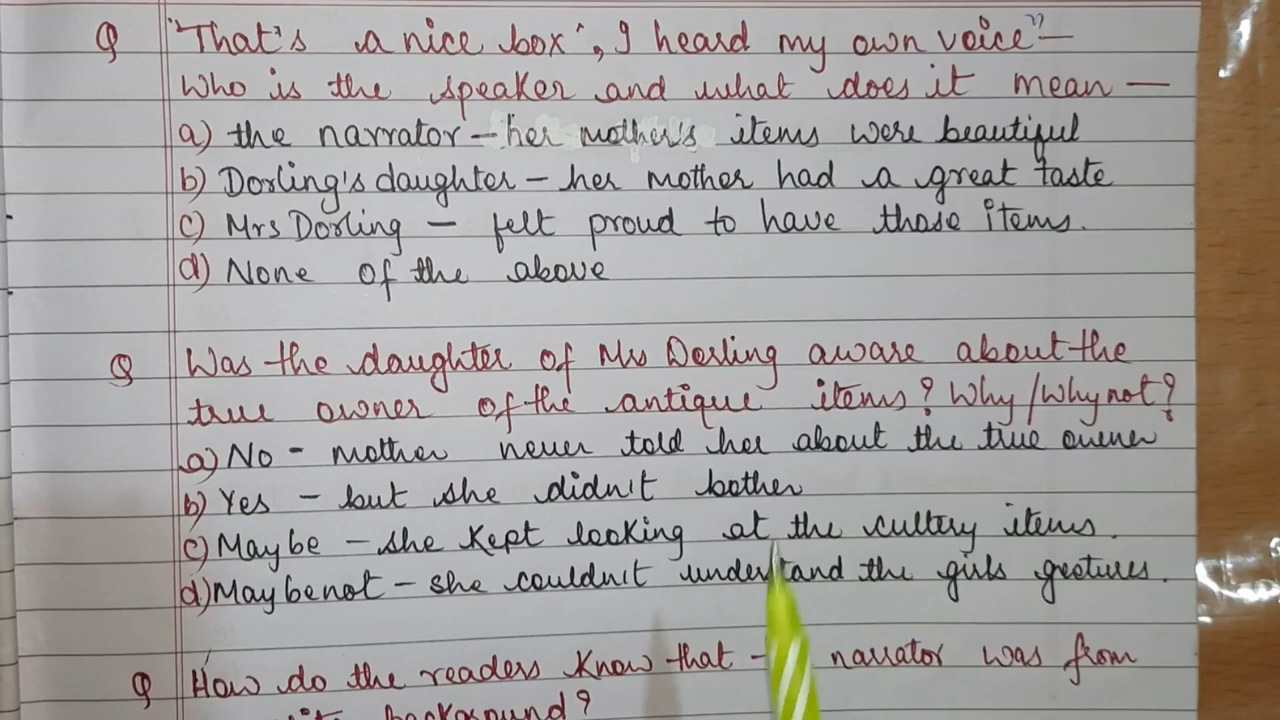 Q "That's a nice box", I heard my own voice" —
Who is the speaker and what does it mean —
a) the narrator — her mother's items were beautiful
b) Dorling's daughter — her mother had a great taste
c) Mrs Dorling — felt proud to have those items.
d) None of the above
Q Was the daughter of Mrs Dorling aware about the
true owner of the antique items? Why/Why not?
a) No - mother never told her about the true owner
b) Yes - but she didn't bother
c) Maybe - she kept looking at the cultery items.
d) Maybe not - she couldn't understand the girls gestures.
Q How do the readers know that - narrator was from
background?